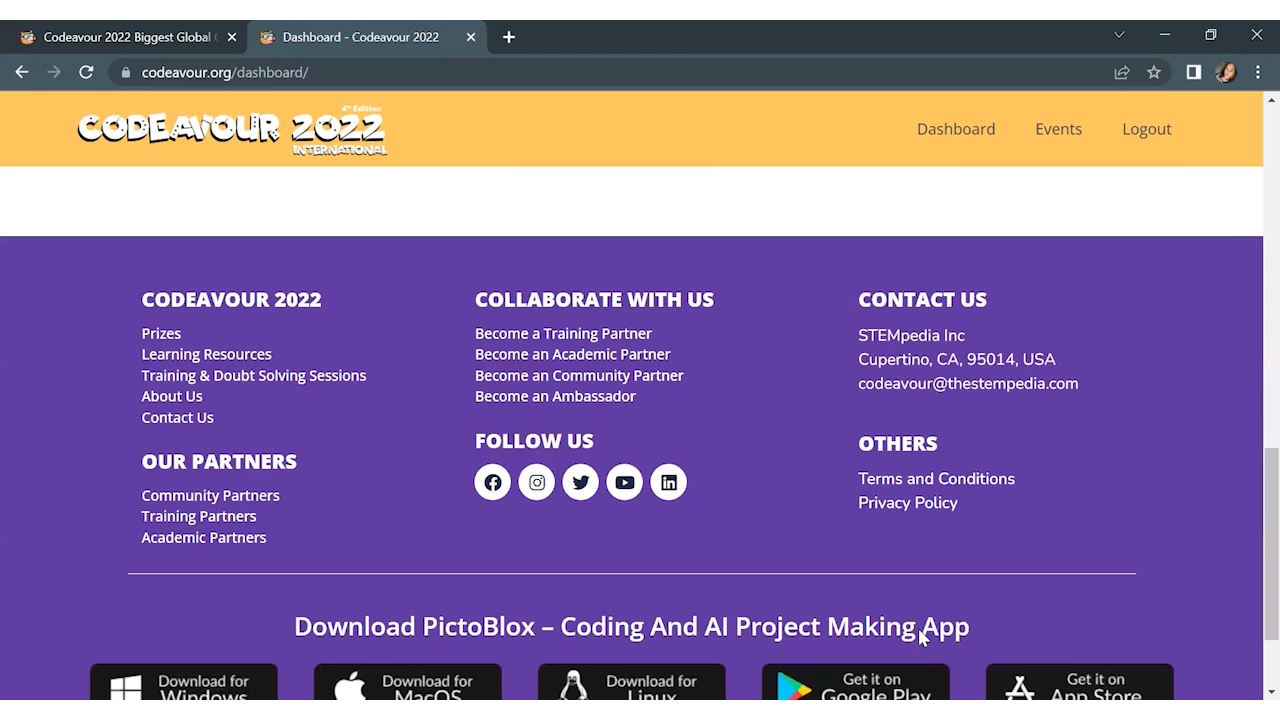 Codeavour 2022 Biggest Global
Dashboard - Codeavour 2022
codeavour.org/dashboard/
4th Edition
CODEAVOUR 2022
INTERNATIONAL
Dashboard
Events
Logout
CODEAVOUR 2022
Prizes
Learning Resources
Training & Doubt Solving Sessions
About Us
Contact Us
OUR PARTNERS
Community Partners
Training Partners
Academic Partners
COLLABORATE WITH US
Become a Training Partner
Become an Academic Partner
Become an Community Partner
Become an Ambassador
FOLLOW US
CONTACT US
STEMpedia Inc
Cupertino, CA, 95014, USA
codeavour@thestempedia.com
OTHERS
Terms and Conditions
Privacy Policy
Download PictoBlox – Coding And AI Project Making App
Download for
Windows
Download for
MacOS
Download for
Linux
Get it on
Google Play
Get it on
App Store